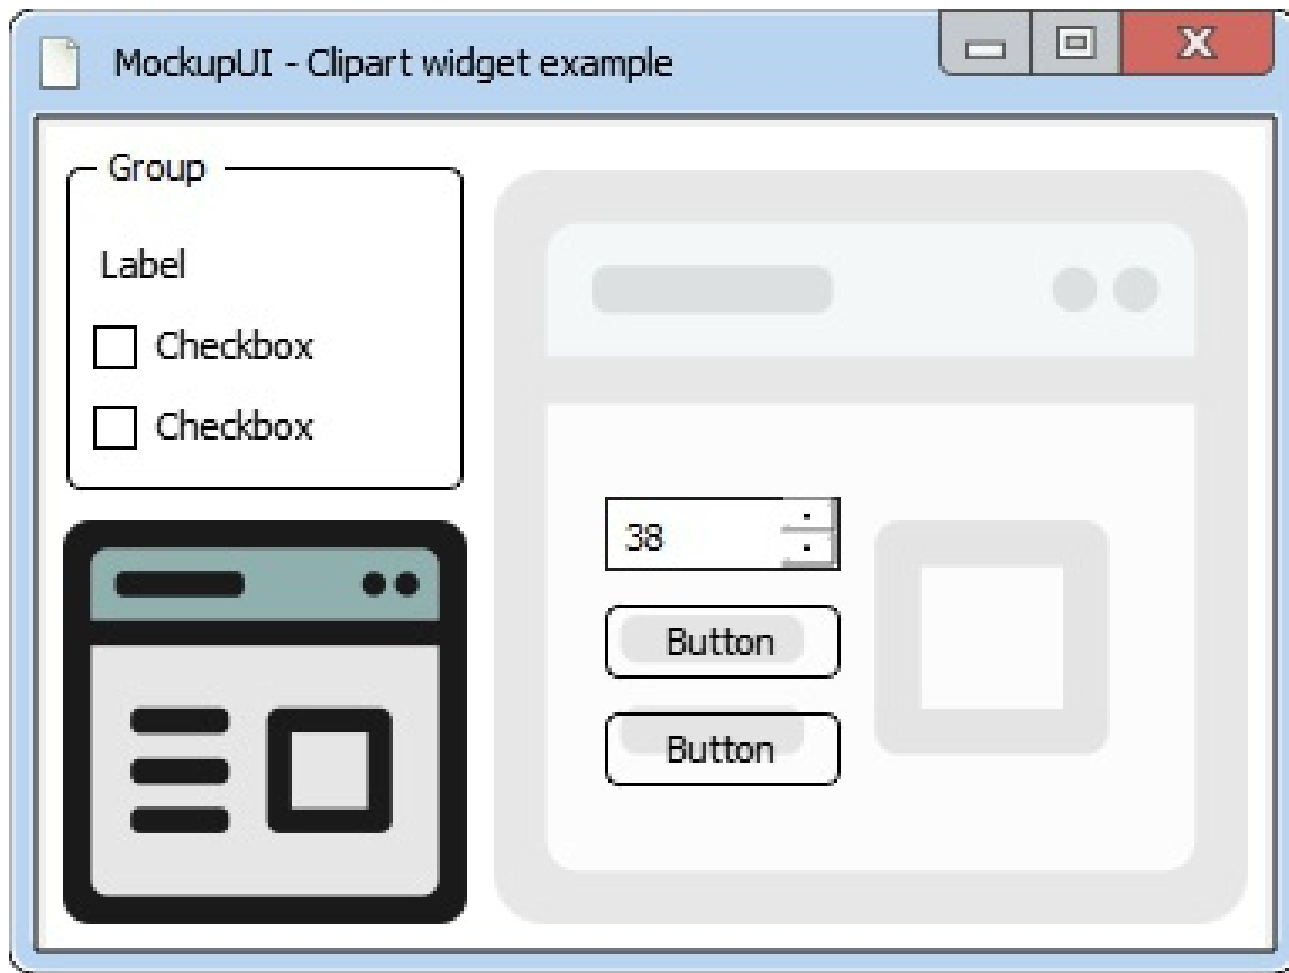 MockupUI - Clipart widget example
Group
Label
Checkbox
Checkbox
38
Button
Button